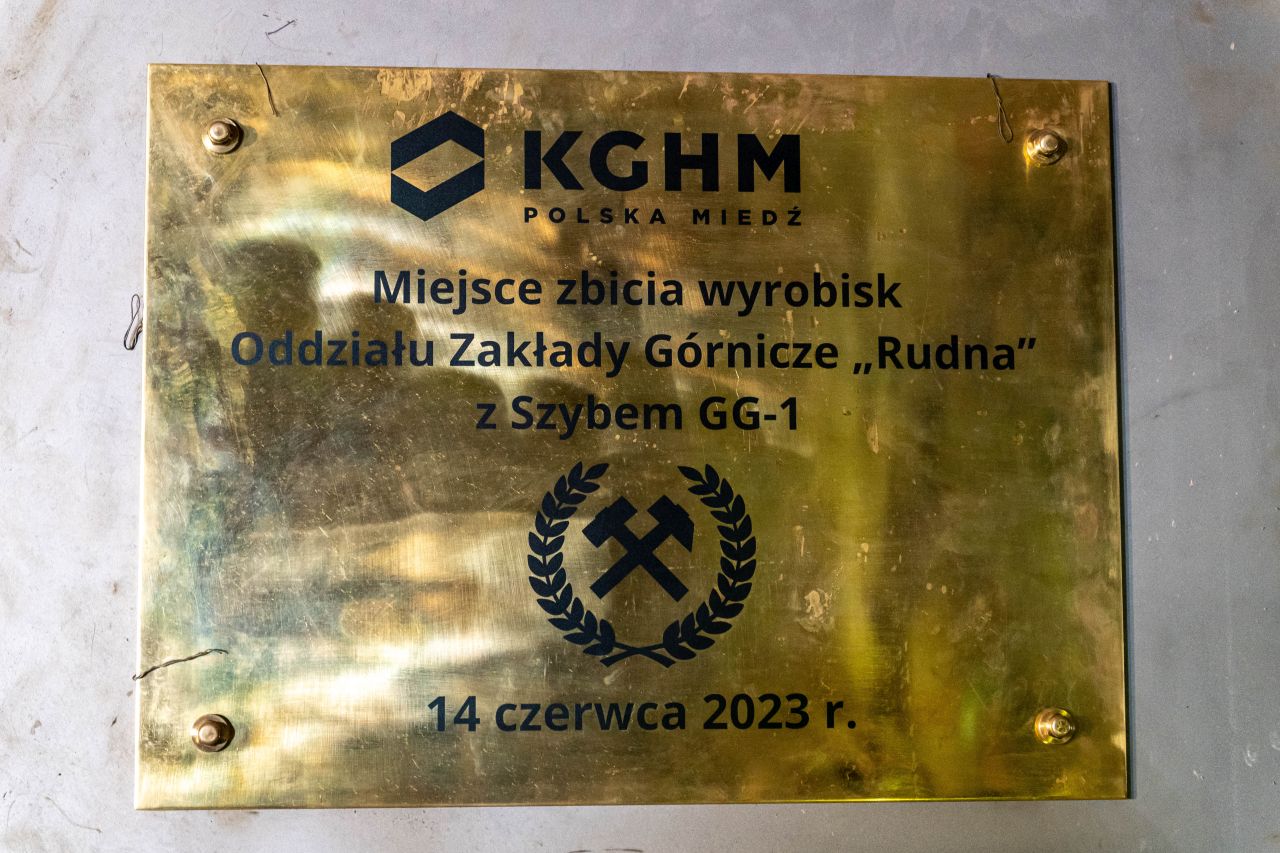 KGHM
POLSKA MIEDŹ
Miejsce zbicia wyrobisk
Oddziału Zakłady Górnicze „Rudna”
z Szybem GG-1
14 czerwca 2023 r.